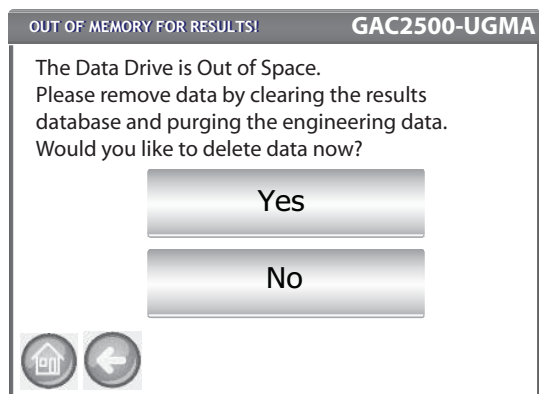 OUT OF MEMORY FOR RESULTS!
GAC2500-UGMA
The Data Drive is Out of Space.
Please remove data by clearing the results
database and purging the engineering data.
Would you like to delete data now?
Yes
No